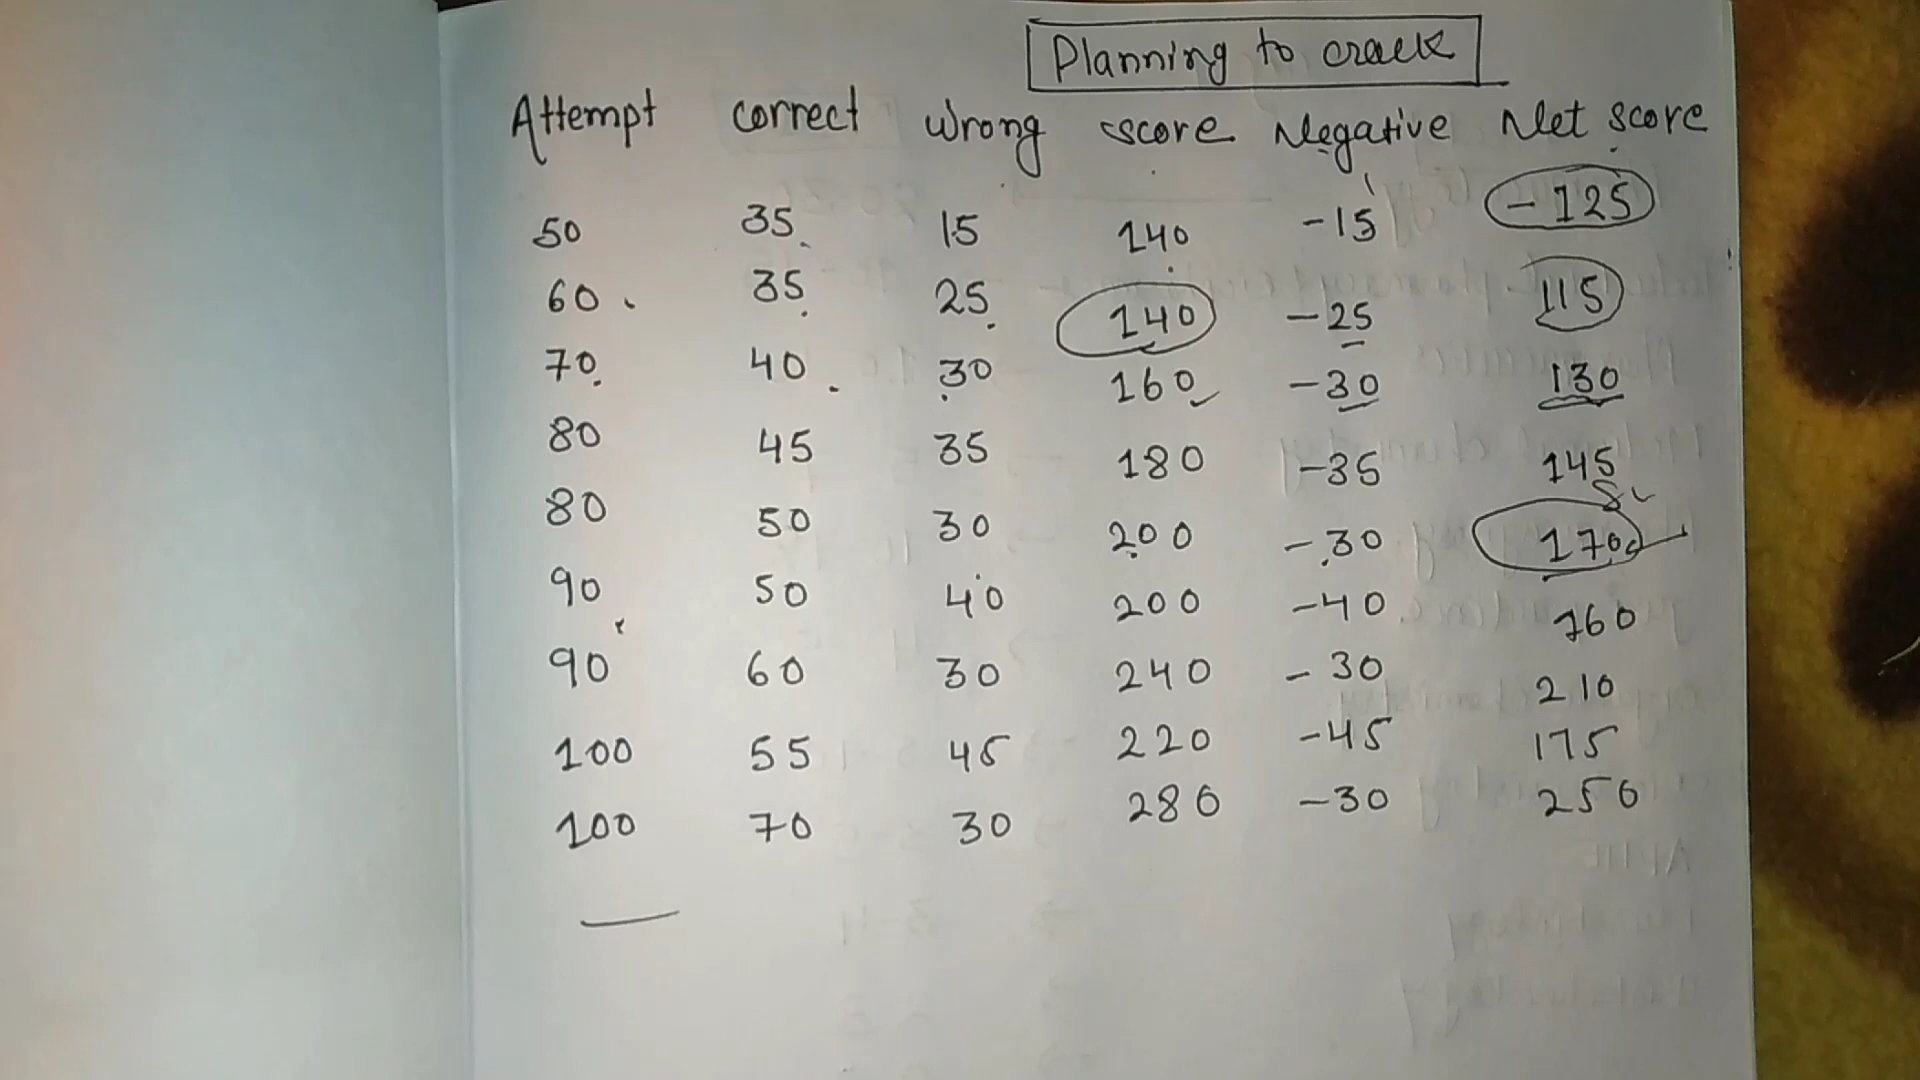 Planning to crack
Attempt correct Wrong score Negative Net score
50 35 15 140 -15 -125
60 35 25 140 -25 115
70 40 30 160 -30 130
80 45 35 180 -35 145
80 50 30 200 -30 170
90 50 40 200 -40 160
90 60 30 240 -30 210
100 55 45 220 -45 175
100 70 30 280 -30 250